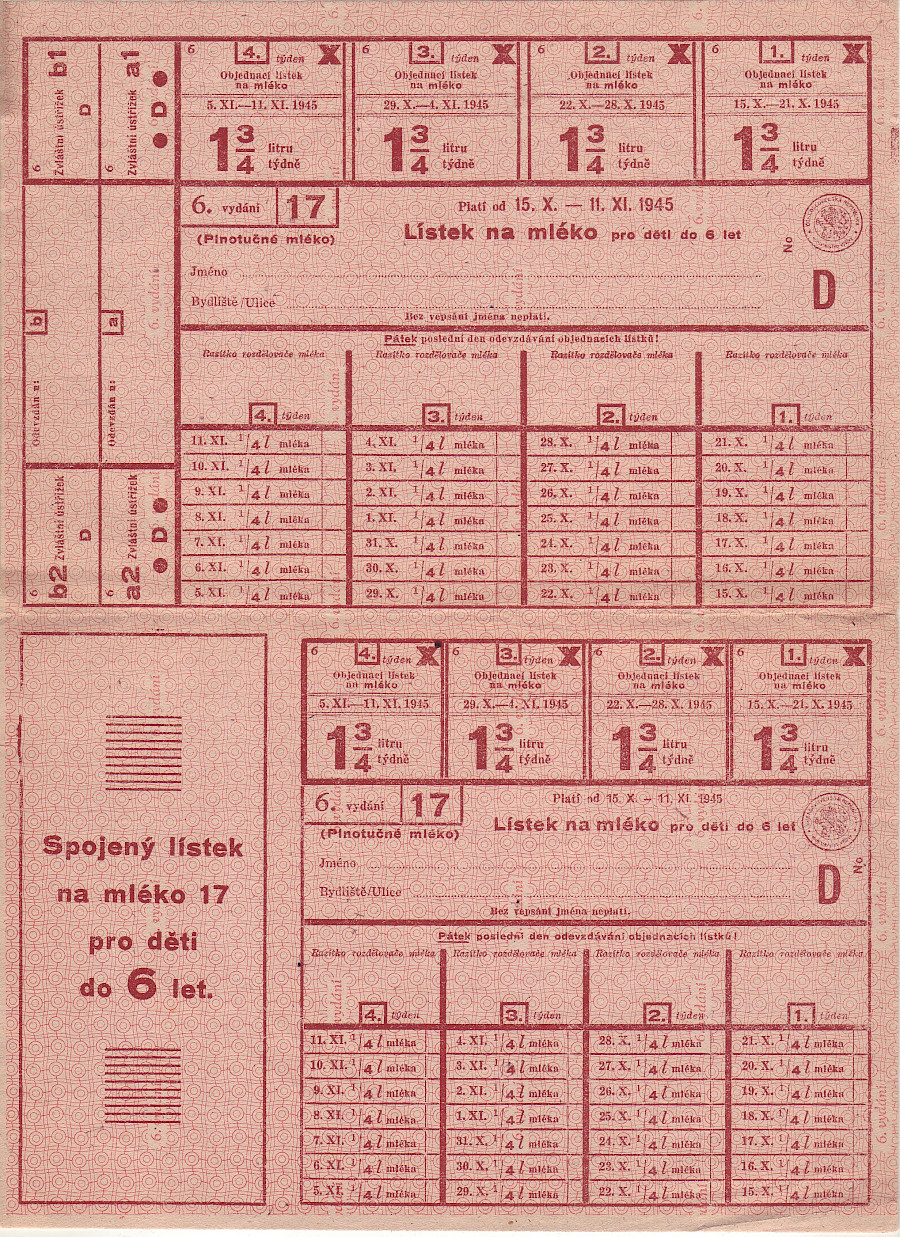 6 4. týden X
Objednací lístek
na mléko
5. XI.—11. XI. 1945
1 3/4 litru
týdně
6 3. týden X
Objednací lístek
na mléko
29. X.—4. XI. 1945
1 3/4 litru
týdně
6 2. týden X
Objednací lístek
na mléko
22. X.—28. X. 1945
1 3/4 litru
týdně
6 1. týden X
Objednací lístek
na mléko
15. X.—21. X. 1945
1 3/4 litru
týdně
6 Zvláštní ústřižek b1
D
6 Zvláštní ústřižek a1
D
b
Odevzdán u:
a
Odevzdán u:
6 b2 Zvláštní ústřižek
D
6 a2 Zvláštní ústřižek
D
6. vydání 17
(Plnotučné mléko)
Platí od 15. X. — 11. XI. 1945
Lístek na mléko pro děti do 6 let
No
D
Jméno
Bydliště/Ulice
Bez vepsání jména neplatí.
Pátek poslední den odevzdávání objednacích lístků!
Razítko rozdělovače mléka Razítko rozdělovače mléka Razítko rozdělovače mléka Razítko rozdělovače mléka
4. týden 3. týden 2. týden 1. týden
11. XI. 1/4 l mléka 4. XI. 1/4 l mléka 28. X. 1/4 l mléka 21. X. 1/4 l mléka
10. XI. 1/4 l mléka 3. XI. 1/4 l mléka 27. X. 1/4 l mléka 20. X. 1/4 l mléka
9. XI. 1/4 l mléka 2. XI. 1/4 l mléka 26. X. 1/4 l mléka 19. X. 1/4 l mléka
8. XI. 1/4 l mléka 1. XI. 1/4 l mléka 25. X. 1/4 l mléka 18. X. 1/4 l mléka
7. XI. 1/4 l mléka 31. X. 1/4 l mléka 24. X. 1/4 l mléka 17. X. 1/4 l mléka
6. XI. 1/4 l mléka 30. X. 1/4 l mléka 23. X. 1/4 l mléka 16. X. 1/4 l mléka
5. XI. 1/4 l mléka 29. X. 1/4 l mléka 22. X. 1/4 l mléka 15. X. 1/4 l mléka
Spojený lístek
na mléko 17
pro děti
do 6 let.
6 4. týden X
Objednací lístek
na mléko
5. XI.—11. XI. 1945
1 3/4 litru
týdně
6 3. týden X
Objednací lístek
na mléko
29. X.—4. XI. 1945
1 3/4 litru
týdně
6 2. týden X
Objednací lístek
na mléko
22. X.—28. X. 1945
1 3/4 litru
týdně
6 1. týden X
Objednací lístek
na mléko
15. X.—21. X. 1945
1 3/4 litru
týdně
6. vydání 17
(Plnotučné mléko)
Platí od 15. X. — 11. XI. 1945
Lístek na mléko pro děti do 6 let
No
D
Jméno
Bydliště/Ulice
Bez vepsání jména neplatí.
Pátek poslední den odevzdávání objednacích lístků!
Razítko rozdělovače mléka Razítko rozdělovače mléka Razítko rozdělovače mléka Razítko rozdělovače mléka
4. týden 3. týden 2. týden 1. týden
11. XI. 1/4 l mléka 4. XI. 1/4 l mléka 28. X. 1/4 l mléka 21. X. 1/4 l mléka
10. XI. 1/4 l mléka 3. XI. 1/4 l mléka 27. X. 1/4 l mléka 20. X. 1/4 l mléka
9. XI. 1/4 l mléka 2. XI. 1/4 l mléka 26. X. 1/4 l mléka 19. X. 1/4 l mléka
8. XI. 1/4 l mléka 1. XI. 1/4 l mléka 25. X. 1/4 l mléka 18. X. 1/4 l mléka
7. XI. 1/4 l mléka 31. X. 1/4 l mléka 24. X. 1/4 l mléka 17. X. 1/4 l mléka
6. XI. 1/4 l mléka 30. X. 1/4 l mléka 23. X. 1/4 l mléka 16. X. 1/4 l mléka
5. XI. 1/4 l mléka 29. X. 1/4 l mléka 22. X. 1/4 l mléka 15. X. 1/4 l mléka